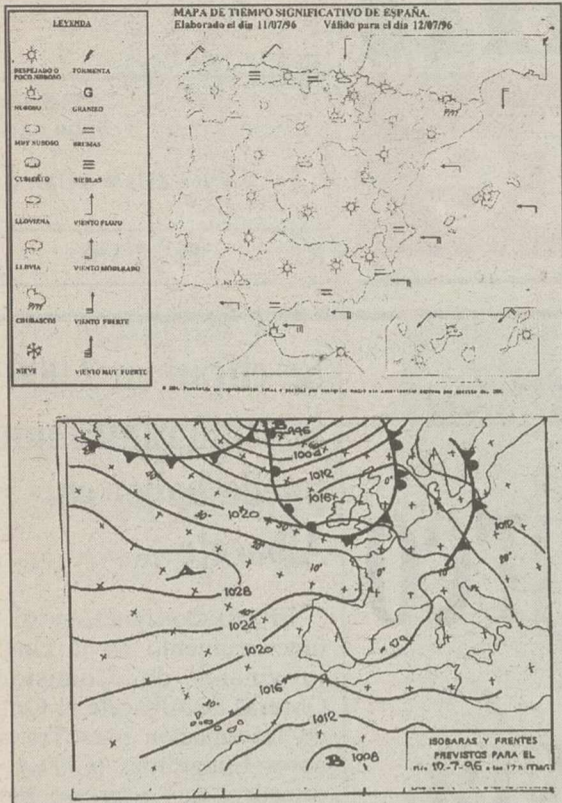 MAPA DE TIEMPO SIGNIFICATIVO DE ESPAÑA.
Elaborado el día 11/07/96 Válido para el día 12/07/96
LEYENDA
DESPEJADO O
POCO NUBOSO
TORMENTA
G
NUBOSO
GRANIZO
MUY NUBOSO
BRUMAS
CUBIERTO
NIEBLAS
LLOVIZNA
VIENTO FLOJO
LLUVIA
VIENTO MODERADO
CHUBASCOS
VIENTO FUERTE
NIEVE
VIENTO MUY FUERTE
B 996
1004
1012
1016
1020
1012
A
1028
1024
1020
1016
1012
B 1008
ISOBARAS Y FRENTES
PREVISTOS PARA EL